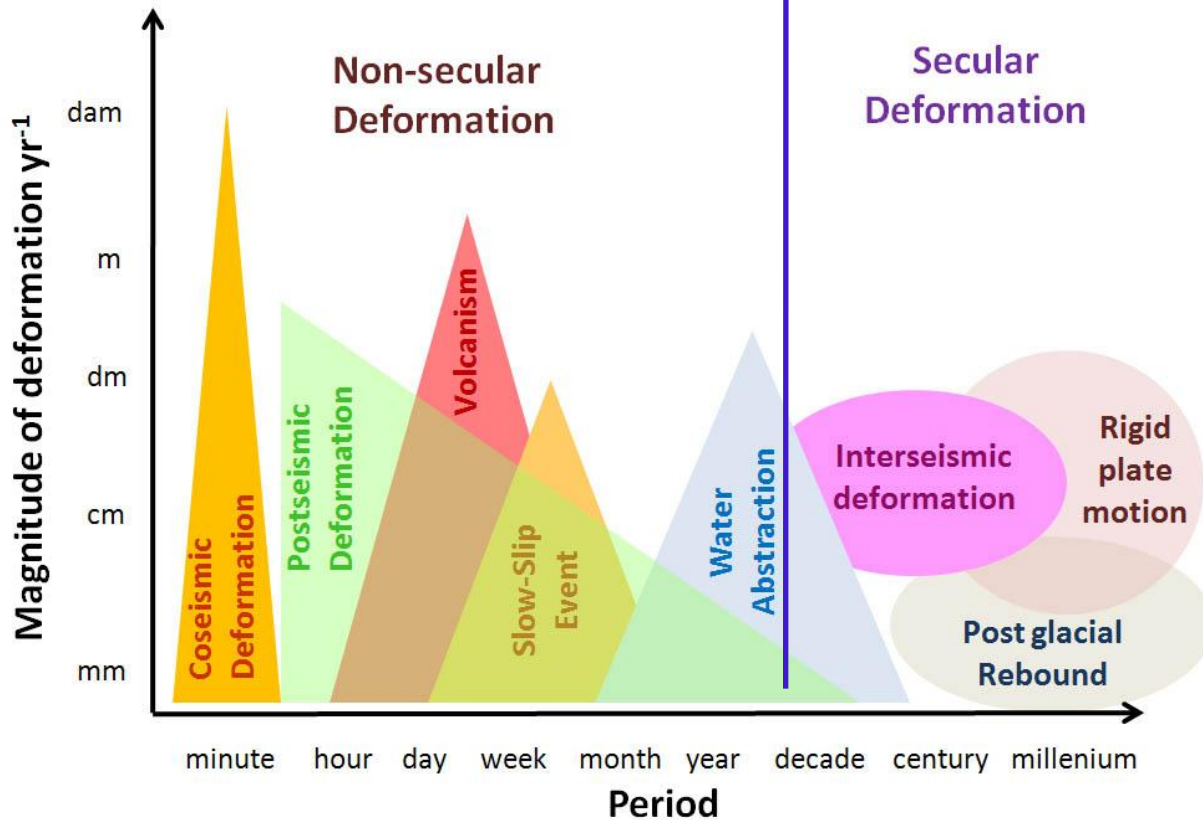 Non-secular
Deformation
Secular
Deformation
Magnitude of deformation yr-1
dam
m
dm
cm
mm
Coseismic
Deformation
Postseismic
Deformation
Volcanism
Slow-Slip
Event
Water
Abstraction
Interseismic
deformation
Rigid
plate
motion
Post glacial
Rebound
minute hour day week month year decade century millenium
Period